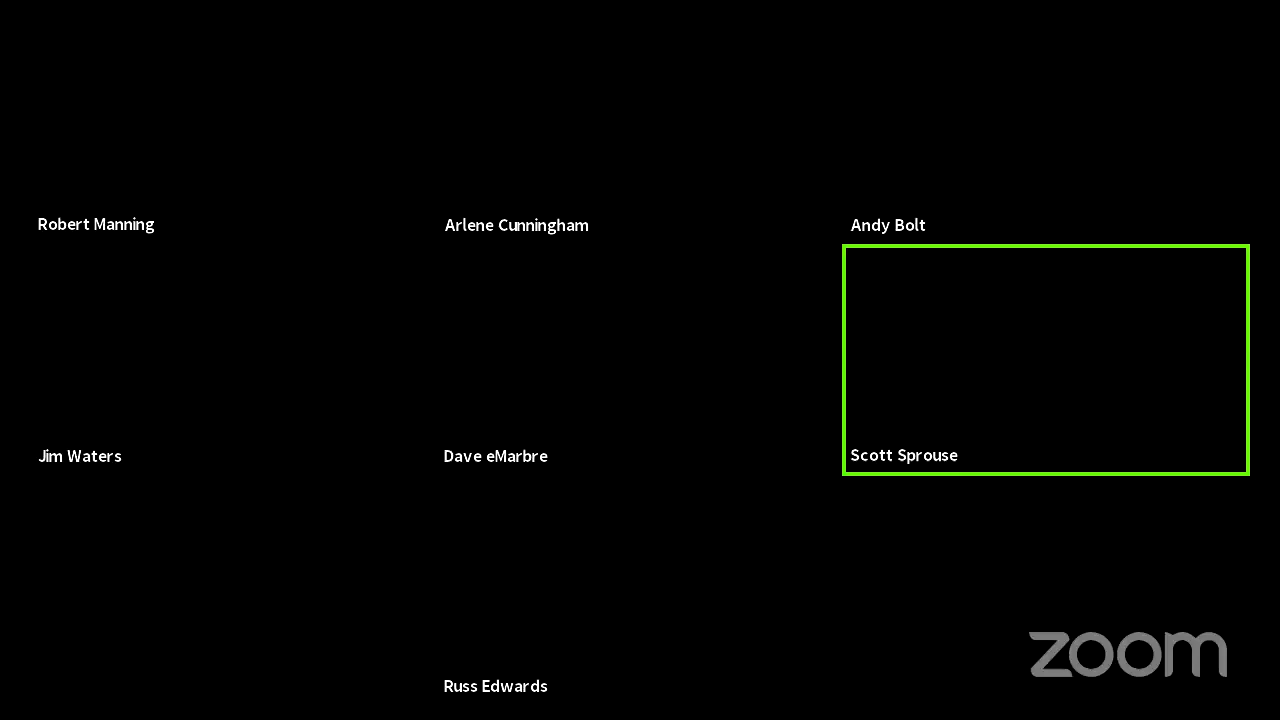 Robert Manning
Arlene Cunningham
Andy Bolt
Jim Waters
Dave eMarbre
Scott Sprouse
Russ Edwards
zoom